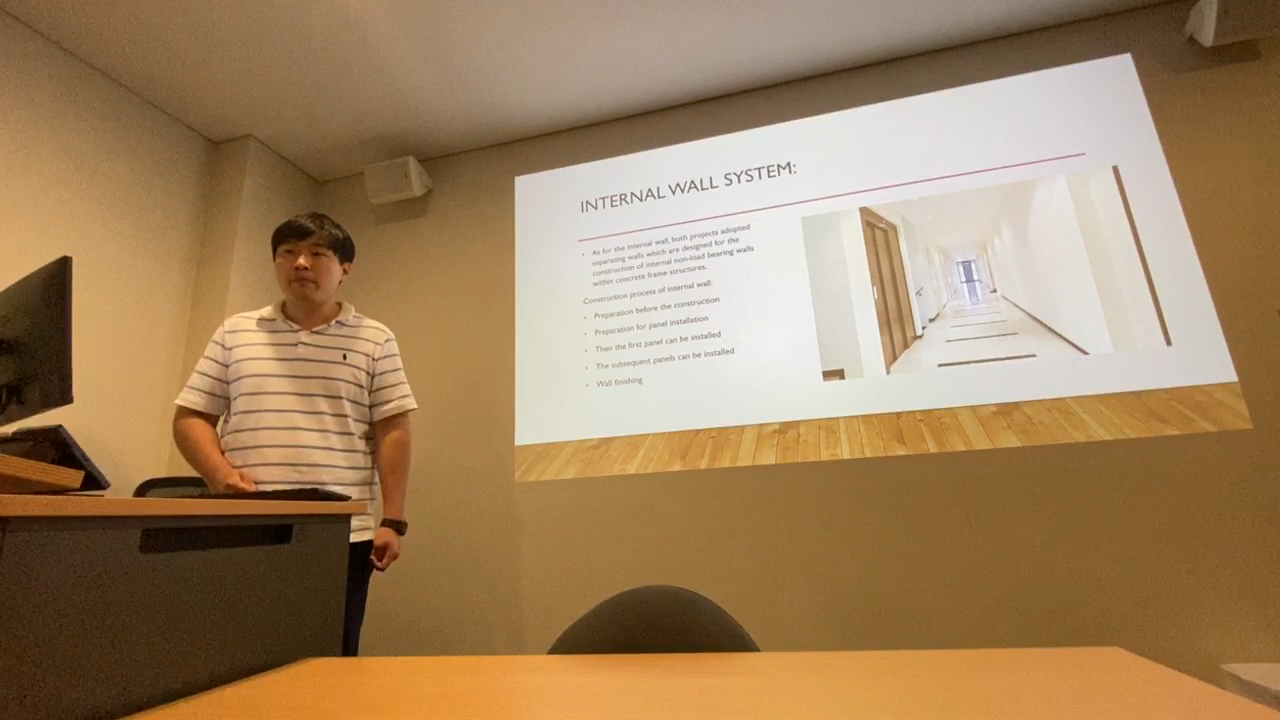 INTERNAL WALL SYSTEM:
As for the internal wall, both projects adopted
separating walls which are designed for the
construction of internal non-load bearing walls
within concrete frame structures.
Construction process of internal wall:
Preparation before the construction
Preparation for panel installation
Then the first panel can be installed
The subsequent panels can be installed
Wall finishing